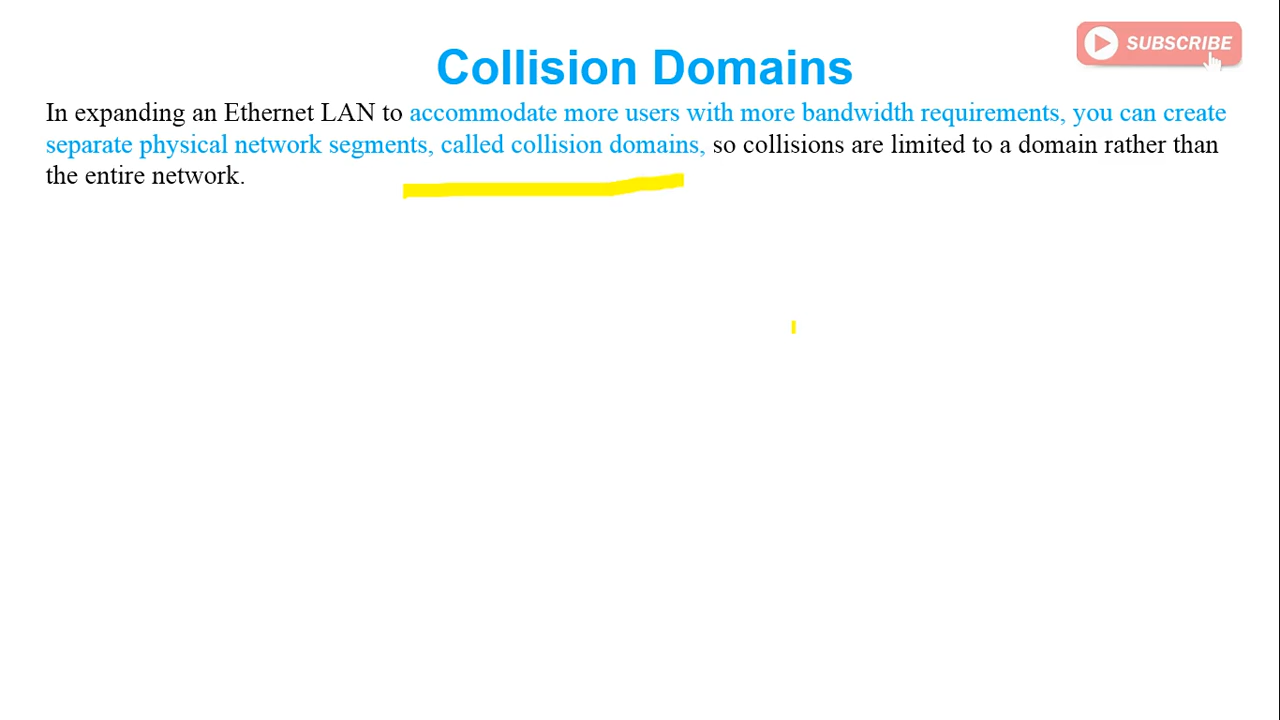 SUBSCRIBE
Collision Domains
In expanding an Ethernet LAN to accommodate more users with more bandwidth requirements, you can create
separate physical network segments, called collision domains, so collisions are limited to a domain rather than
the entire network.